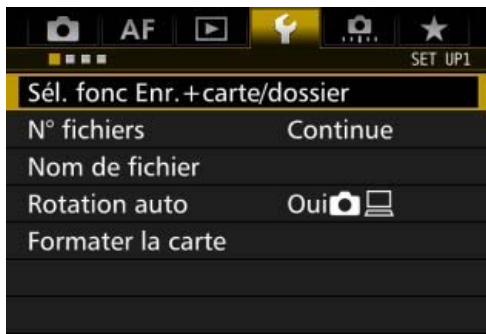 AF
SET UP1
Sél. fonc Enr.+carte/dossier
N° fichiers Continue
Nom de fichier
Rotation auto Oui
Formater la carte